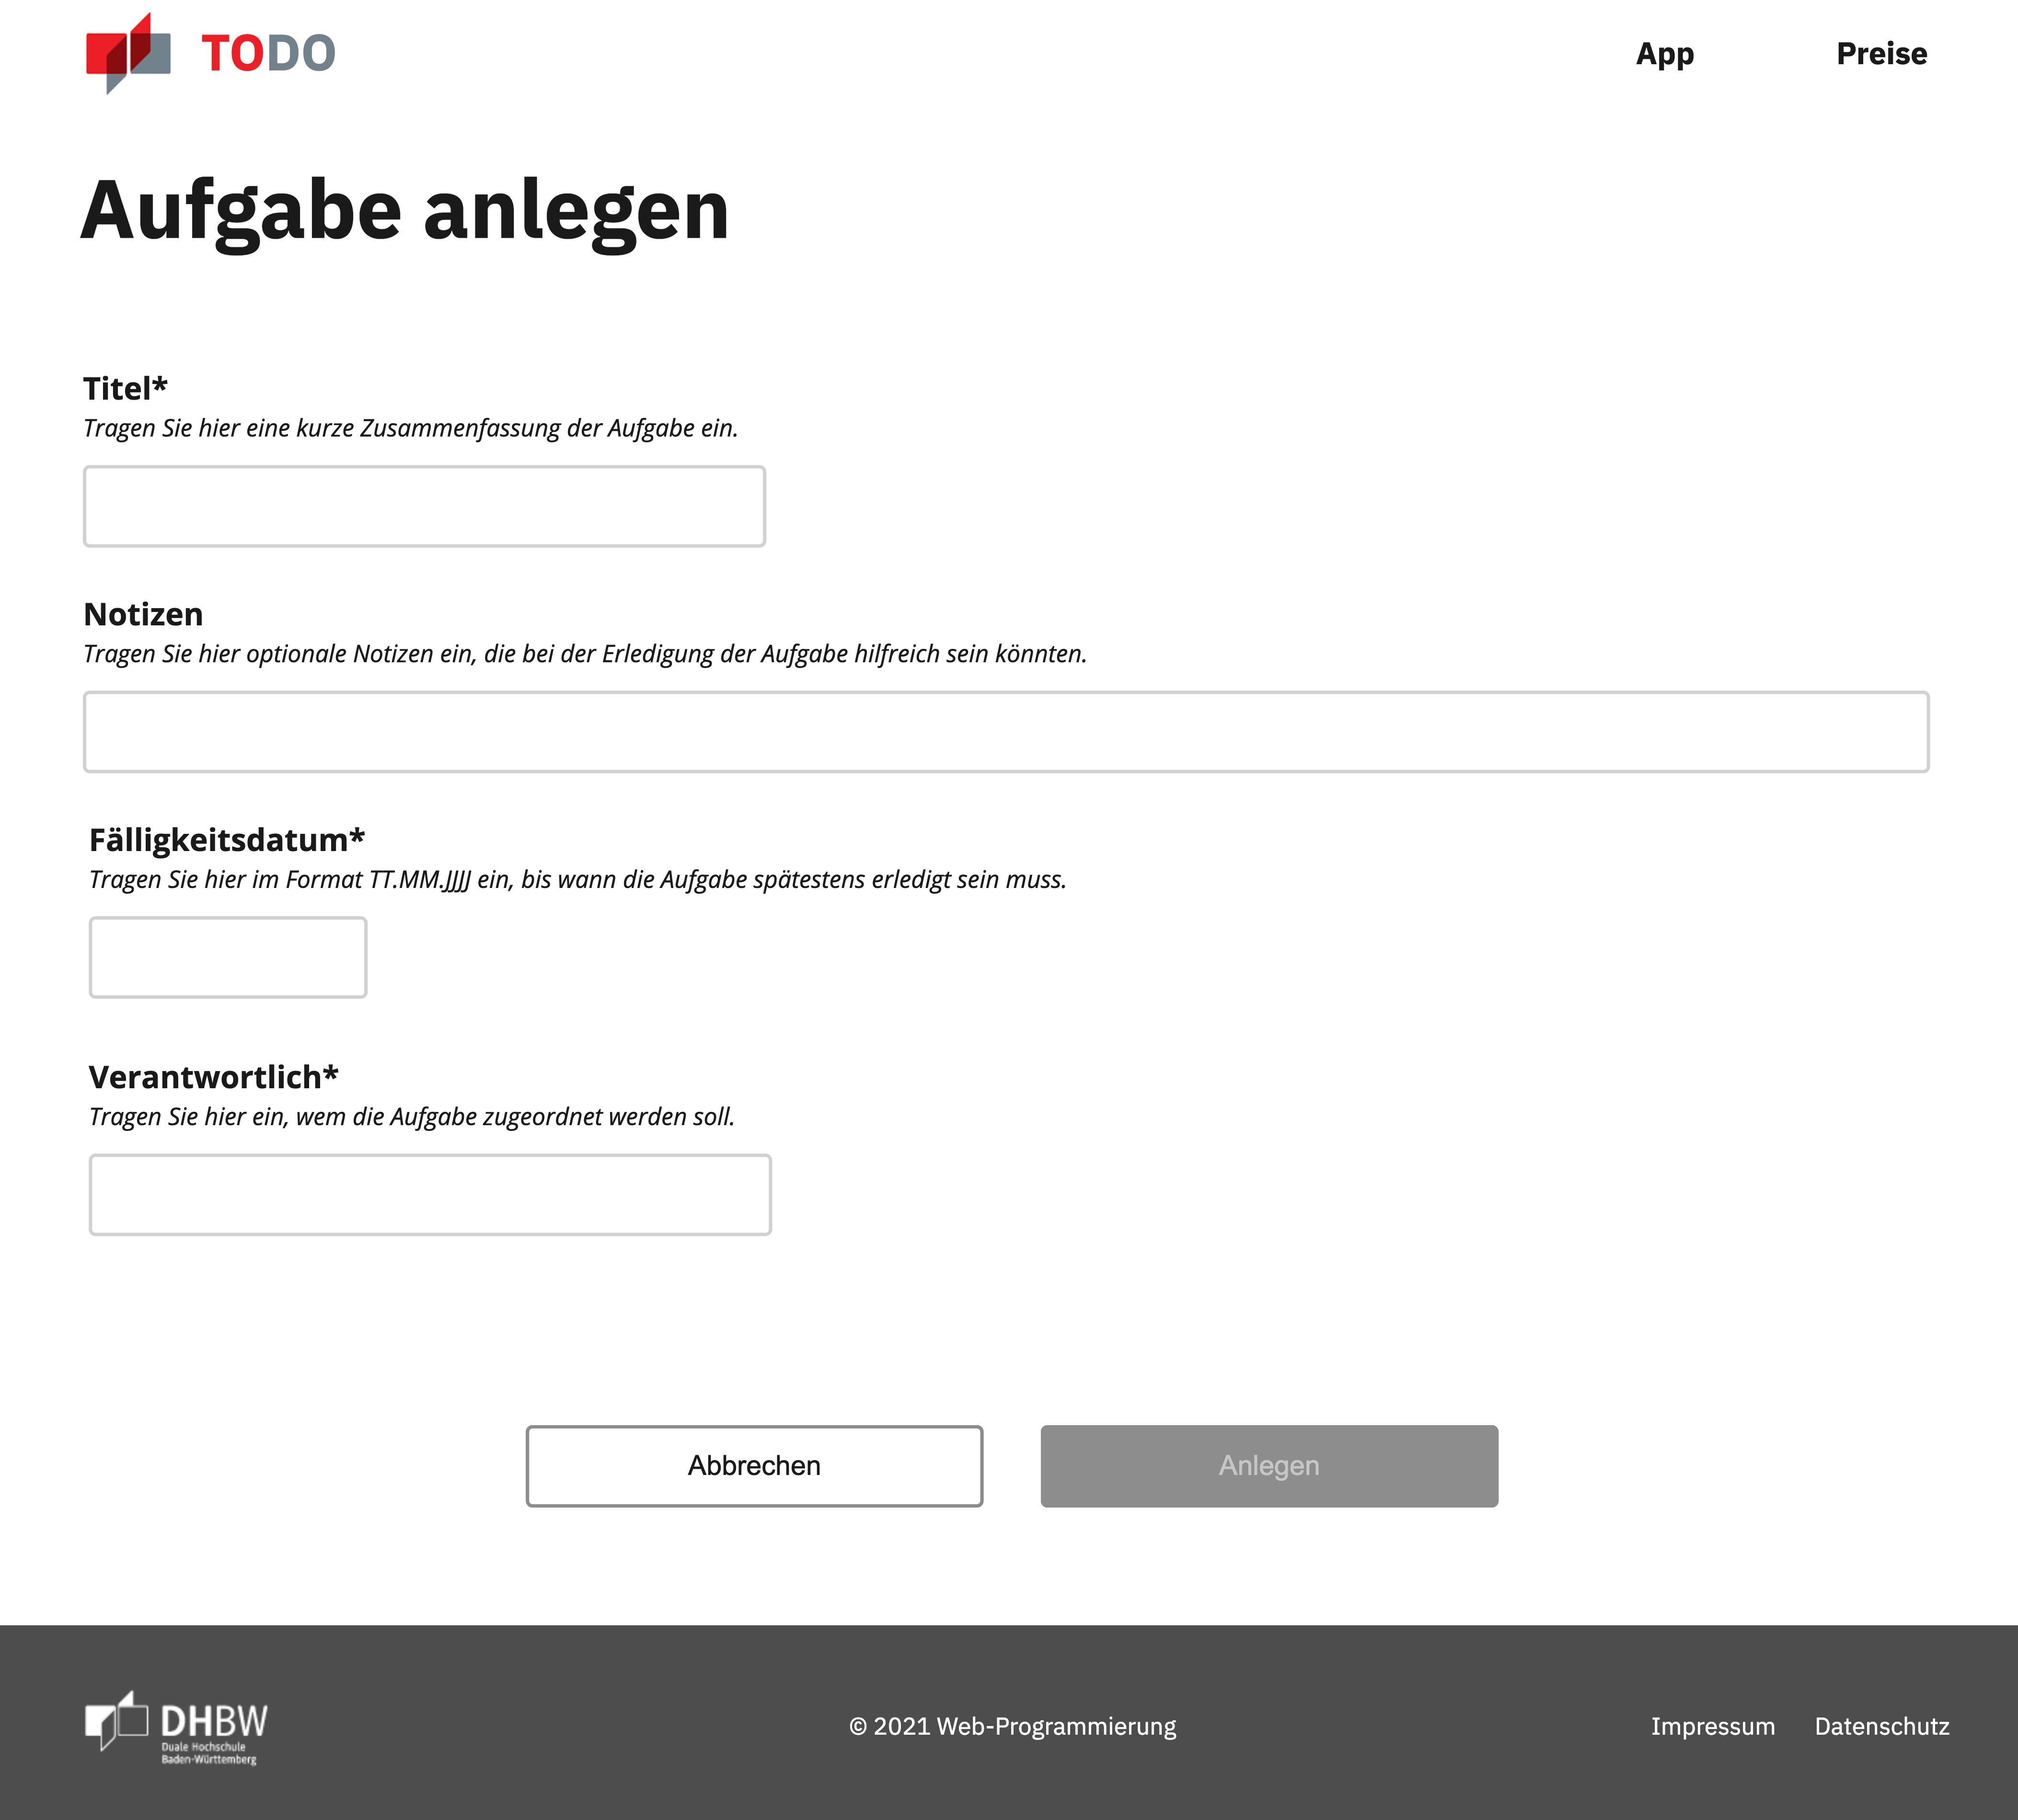 TODO
App
Preise
Aufgabe anlegen
Titel*
Tragen Sie hier eine kurze Zusammenfassung der Aufgabe ein.
Notizen
Tragen Sie hier optionale Notizen ein, die bei der Erledigung der Aufgabe hilfreich sein könnten.
Fälligkeitsdatum*
Tragen Sie hier im Format TT.MM.JJJJ ein, bis wann die Aufgabe spätestens erledigt sein muss.
Verantwortlich*
Tragen Sie hier ein, wem die Aufgabe zugeordnet werden soll.
Abbrechen
Anlegen
DHBW
Duale Hochschule
Baden-Württemberg
© 2021 Web-Programmierung
Impressum
Datenschutz